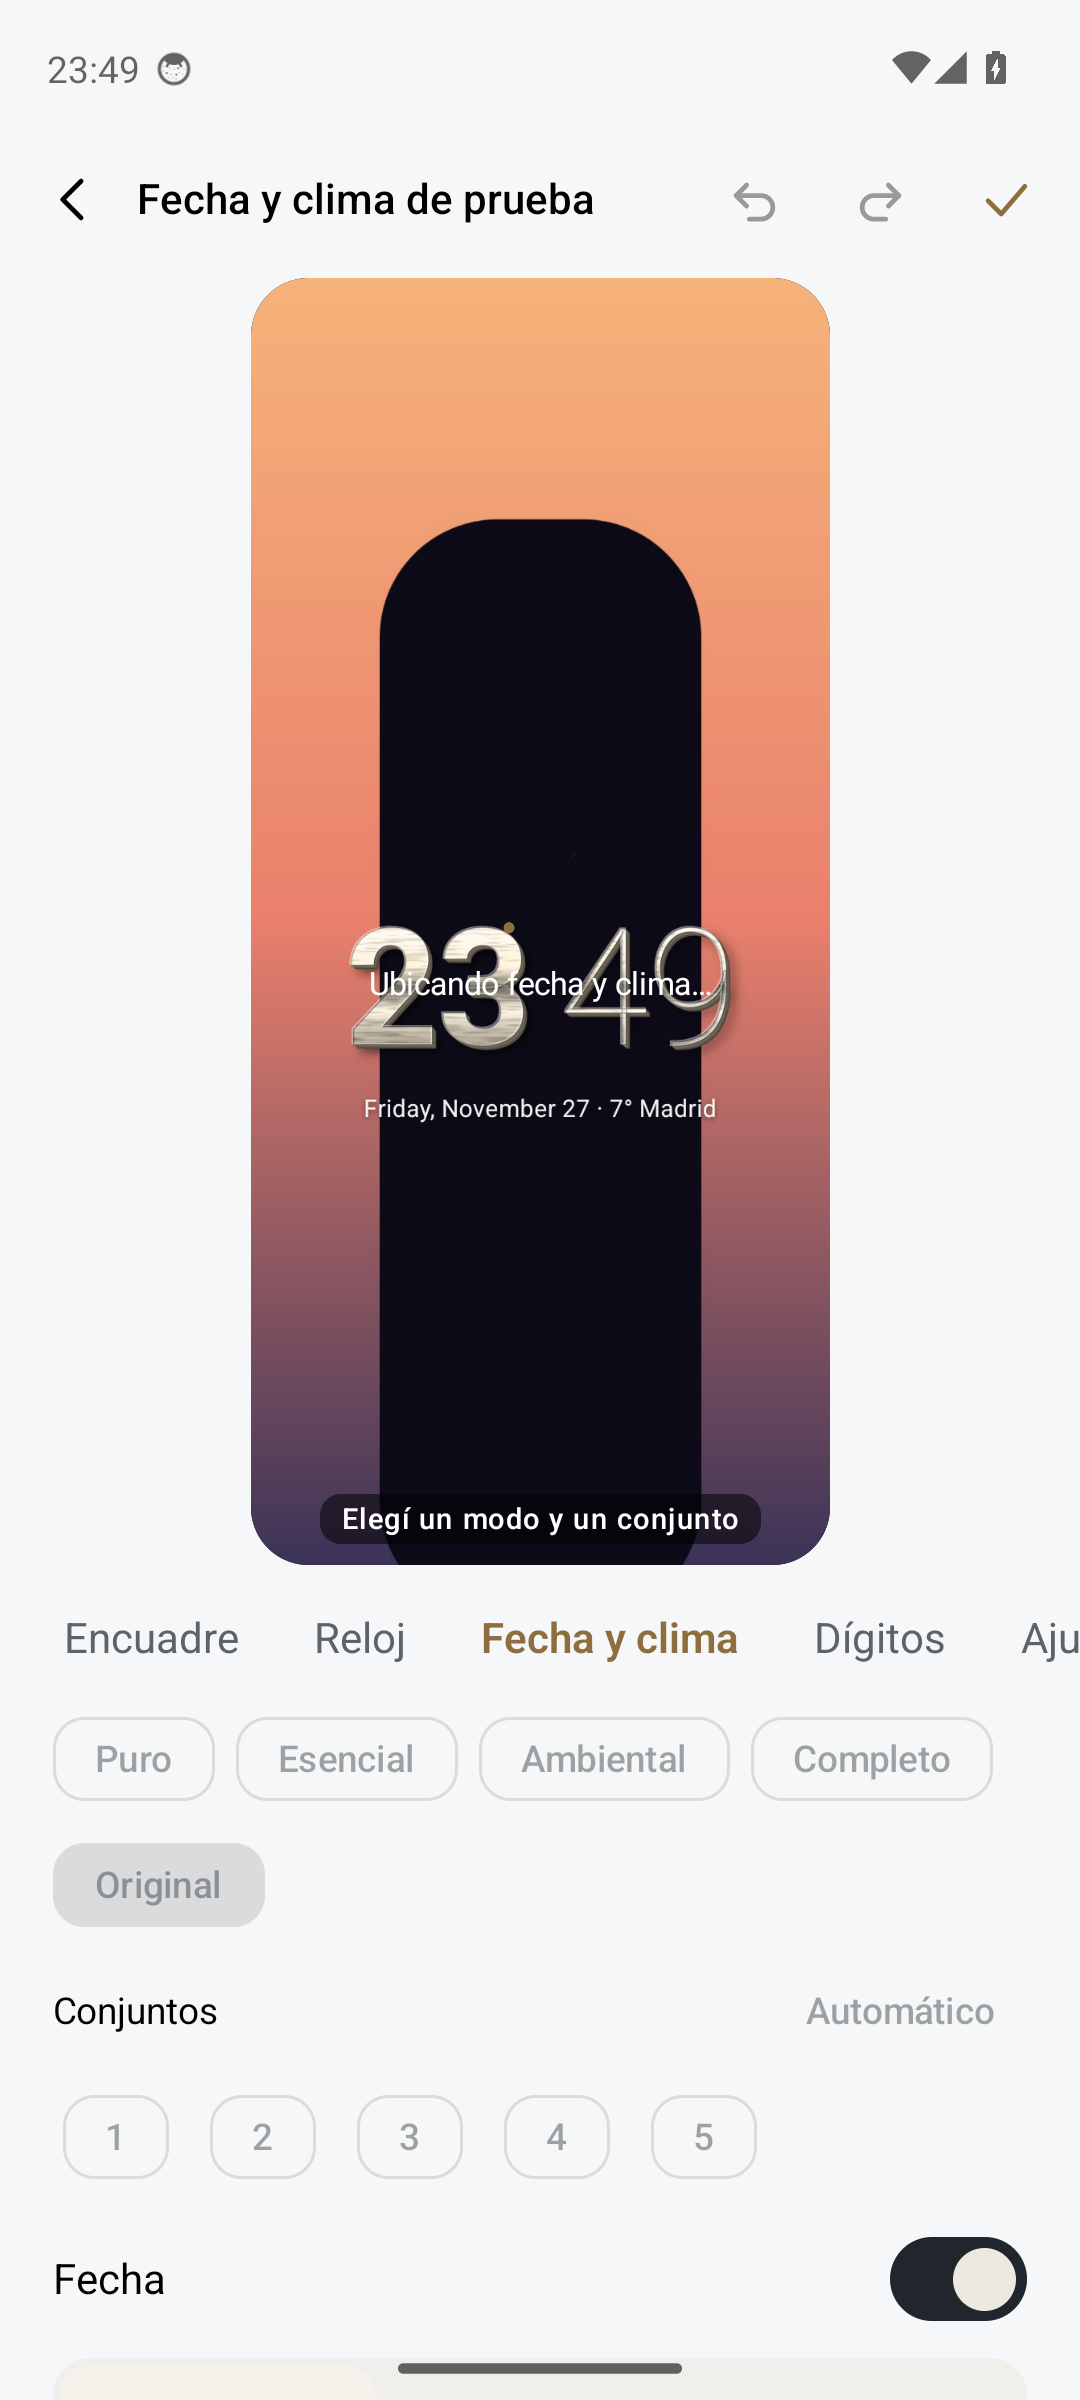 23:49
Fecha y clima de prueba
23 49
Ubicando fecha y clima...
Friday, November 27 · 7° Madrid
Elegí un modo y un conjunto
Encuadre Reloj Fecha y clima Dígitos Aju
Puro Esencial Ambiental Completo
Original
Conjuntos Automático
1 2 3 4 5
Fecha